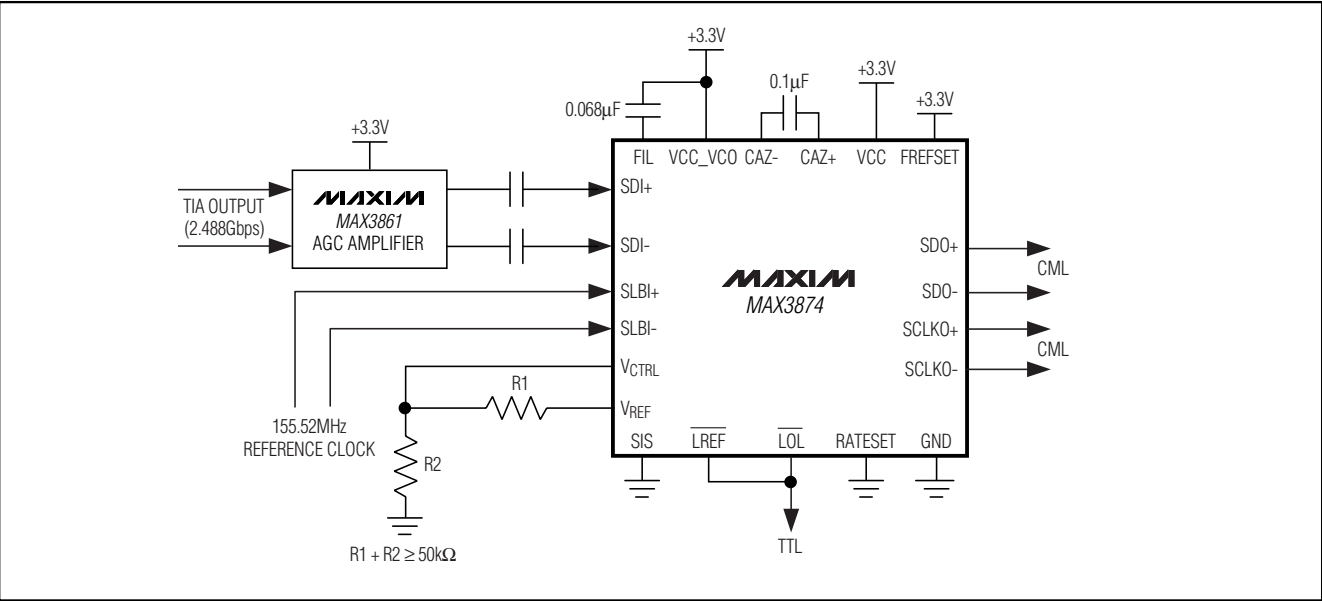 +3.3V
0.1μF
+3.3V
+3.3V
0.068μF
+3.3V
FIL VCC_VCO CAZ- CAZ+ VCC FREFSET
TIA OUTPUT
(2.488Gbps)
MAXIM
MAX3861
AGC AMPLIFIER
SDI+
SDI-
SLBI+
SLBI-
VCTRL
VREF
MAXIM
MAX3874
SDO+
SDO-
SCLKO+
SCLKO-
CML
CML
R1
R2
155.52MHz
REFERENCE CLOCK
SIS LREF LOL RATESET GND
TTL
R1 + R2 ≥ 50kΩ